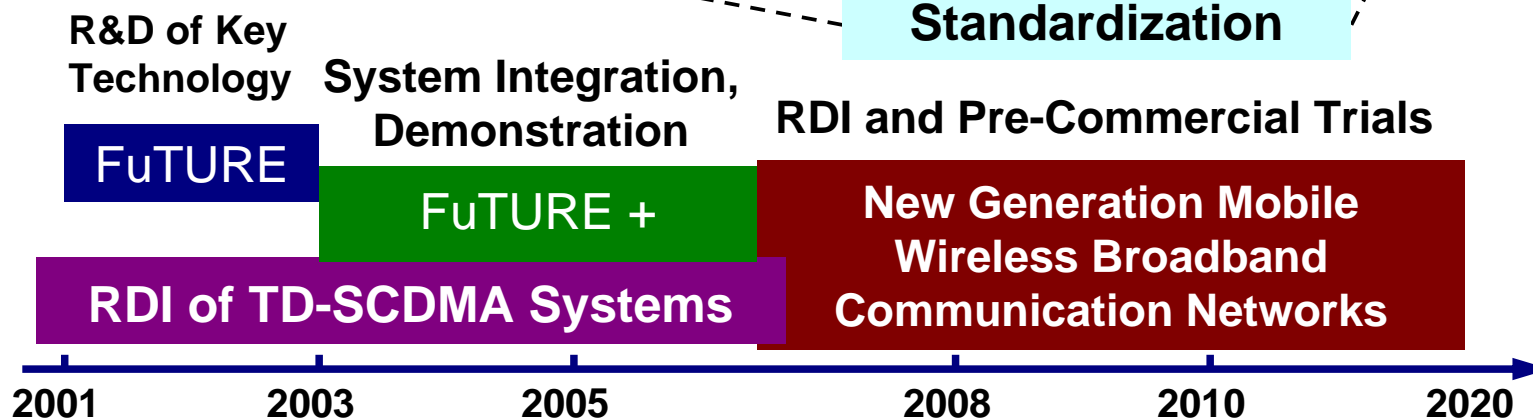 Standardization
R&D of Key
Technology
System Integration,
Demonstration
RDI and Pre-Commercial Trials
FuTURE
FuTURE +
New Generation Mobile
Wireless Broadband
Communication Networks
RDI of TD-SCDMA Systems
2001
2003
2005
2008
2010
2020